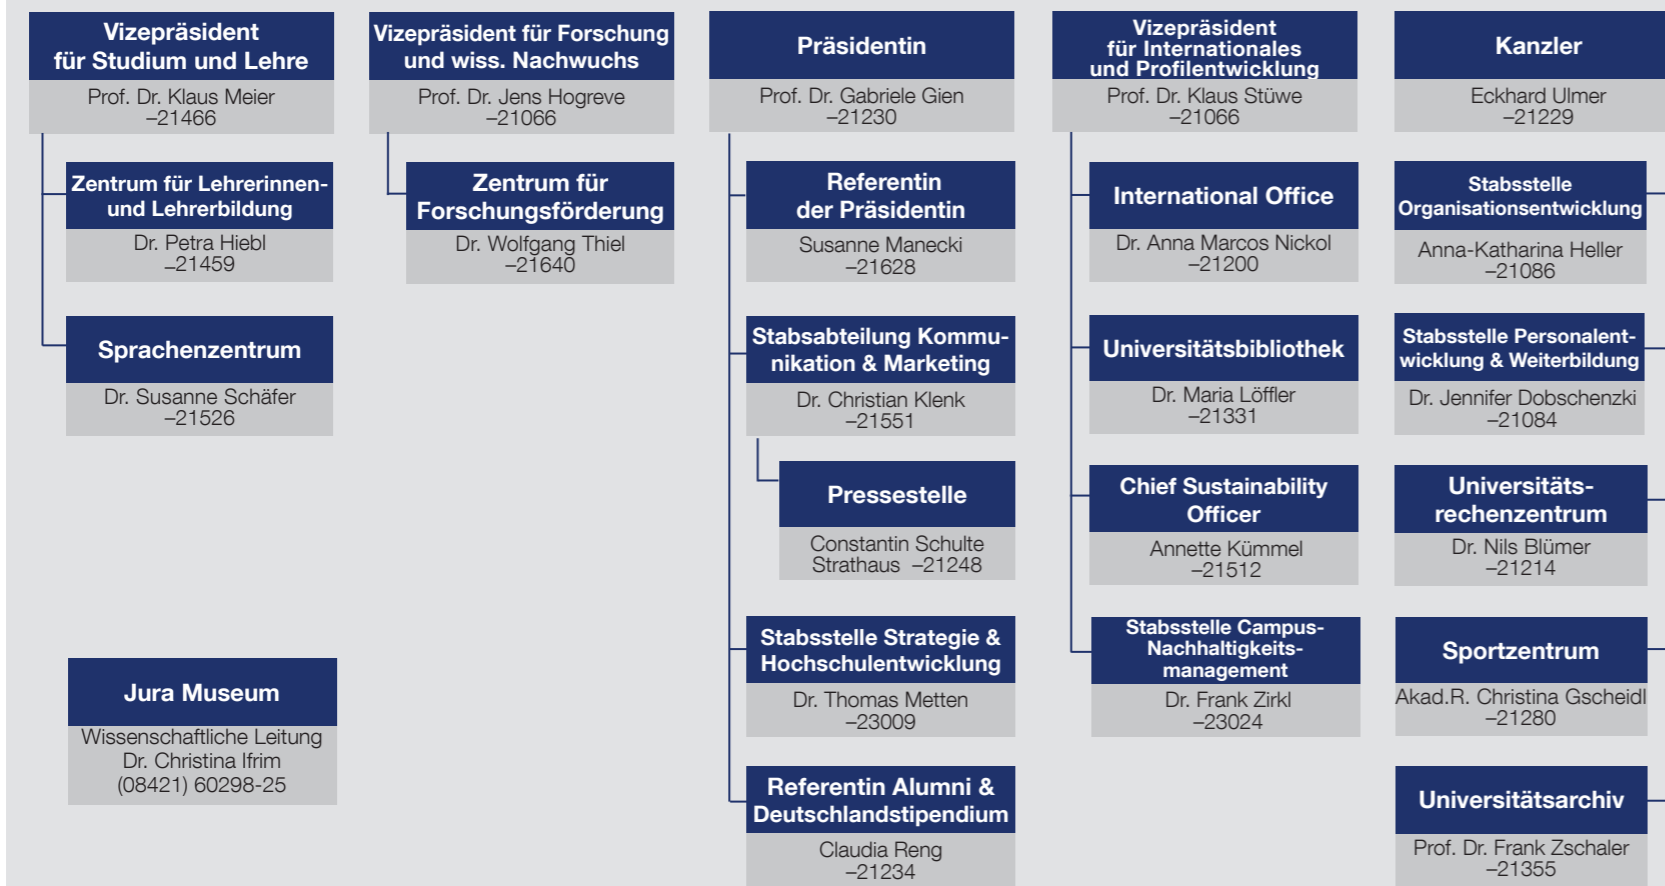 Vizepräsident
für Studium und Lehre
Prof. Dr. Klaus Meier
–21466
Zentrum für Lehrerinnen-
und Lehrerbildung
Dr. Petra Hiebl
–21459
Sprachenzentrum
Dr. Susanne Schäfer
–21526
Jura Museum
Wissenschaftliche Leitung
Dr. Christina Ifrim
(08421) 60298-25
Vizepräsident für Forschung
und wiss. Nachwuchs
Prof. Dr. Jens Hogreve
–21066
Zentrum für
Forschungsförderung
Dr. Wolfgang Thiel
–21640
Präsidentin
Prof. Dr. Gabriele Gien
–21230
Referentin
der Präsidentin
Susanne Manecki
–21628
Stabsabteilung Kommu-
nikation & Marketing
Dr. Christian Klenk
–21551
Pressestelle
Constantin Schulte
Strathaus –21248
Stabsstelle Strategie &
Hochschulentwicklung
Dr. Thomas Metten
–23009
Referentin Alumni &
Deutschlandstipendium
Claudia Reng
–21234
Vizepräsident
für Internationales
und Profilentwicklung
Prof. Dr. Klaus Stüwe
–21066
International Office
Dr. Anna Marcos Nickol
–21200
Universitätsbibliothek
Dr. Maria Löffler
–21331
Chief Sustainability
Officer
Annette Kümmel
–21512
Stabsstelle Campus-
Nachhaltigkeits-
management
Dr. Frank Zirkl
–23024
Kanzler
Eckhard Ulmer
–21229
Stabsstelle
Organisationsentwicklung
Anna-Katharina Heller
–21086
Stabsstelle Personalent-
wicklung & Weiterbildung
Dr. Jennifer Dobschenzki
–21084
Universitäts-
rechenzentrum
Dr. Nils Blümer
–21214
Sportzentrum
Akad.R. Christina Gscheidl
–21280
Universitätsarchiv
Prof. Dr. Frank Zschaler
–21355